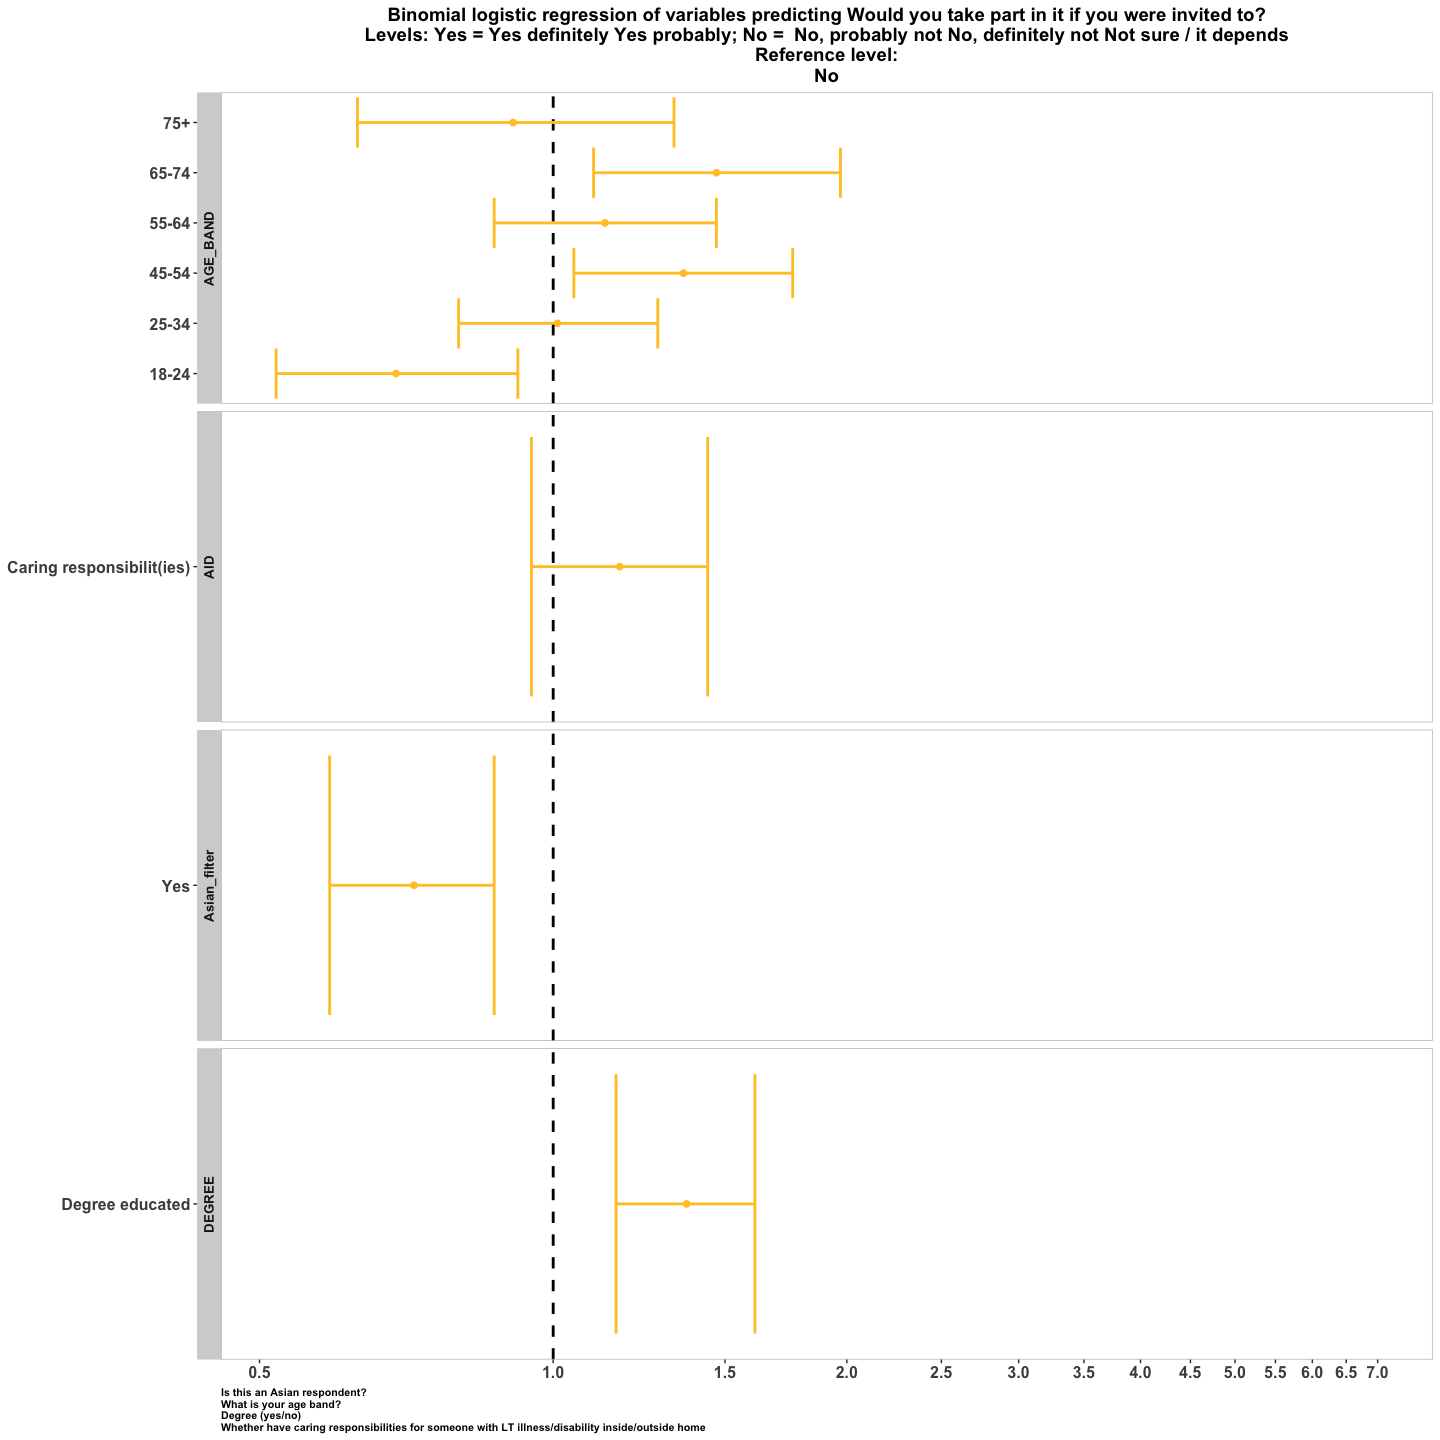 Binomial logistic regression of variables predicting Would you take part in it if you were invited to?
Levels: Yes = Yes definitely Yes probably; No =  No, probably not No, definitely not Not sure / it depends
Reference level:
No
AGE_BAND
75+
65-74
55-64
45-54
25-34
18-24
AID
Caring responsibilit(ies)
Asian_filter
Yes
DEGREE
Degree educated
0.5 1.0 1.5 2.0 2.5 3.0 3.5 4.0 4.5 5.0 5.5 6.0 6.5 7.0
Is this an Asian respondent?
What is your age band?
Degree (yes/no)
Whether have caring responsibilities for someone with LT illness/disability inside/outside home